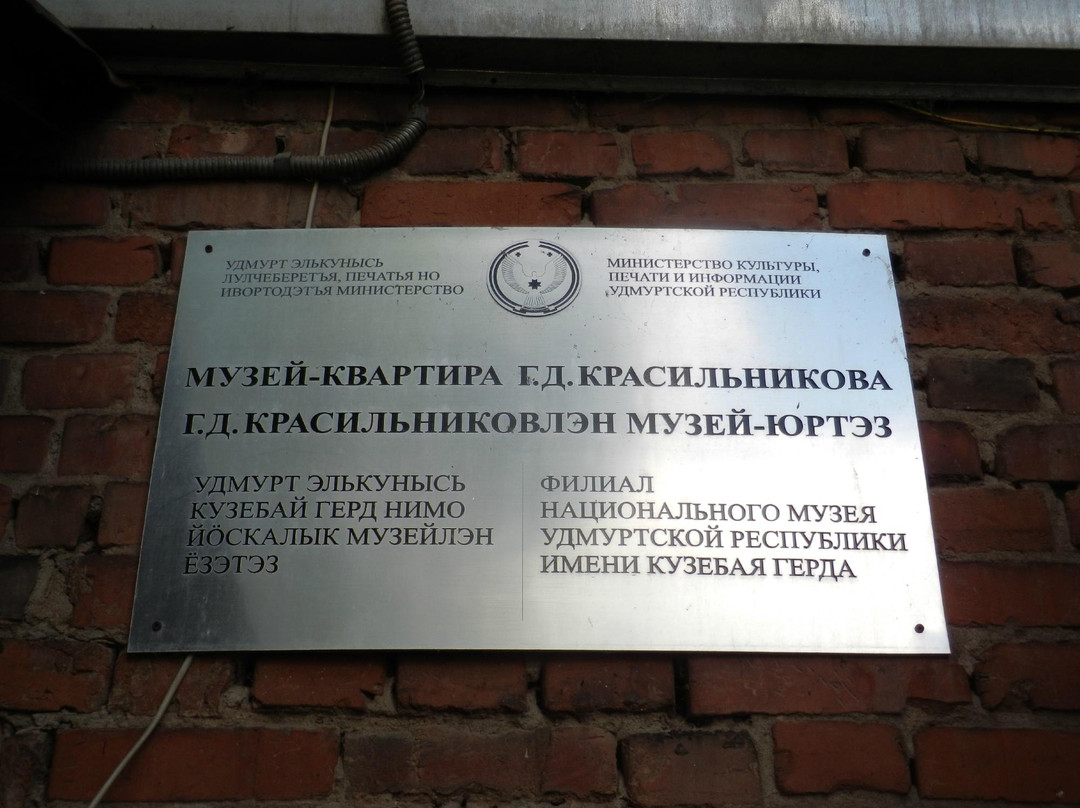 УДМУРТ ЭЛЬКУНЫСЬ
ЛУЛЧЕБЕРЕТЪЯ, ПЕЧАТЬЯ НО
ИВОРТОДЭТЪЯ МИНИСТЕРСТВО
МИНИСТЕРСТВО КУЛЬТУРЫ,
ПЕЧАТИ И ИНФОРМАЦИИ
УДМУРТСКОЙ РЕСПУБЛИКИ
МУЗЕЙ-КВАРТИРА Г.Д. КРАСИЛЬНИКОВА
Г.Д. КРАСИЛЬНИКОВЛЭН МУЗЕЙ-ЮРТЭЗ
УДМУРТ ЭЛЬКУНЫСЬ
КУЗЕБАЙ ГЕРД НИМО
ЙӦСКАЛЫК МУЗЕЙЛЭН
ЁЗЭТЭЗ
ФИЛИАЛ
НАЦИОНАЛЬНОГО МУЗЕЯ
УДМУРТСКОЙ РЕСПУБЛИКИ
ИМЕНИ КУЗЕБАЯ ГЕРДА